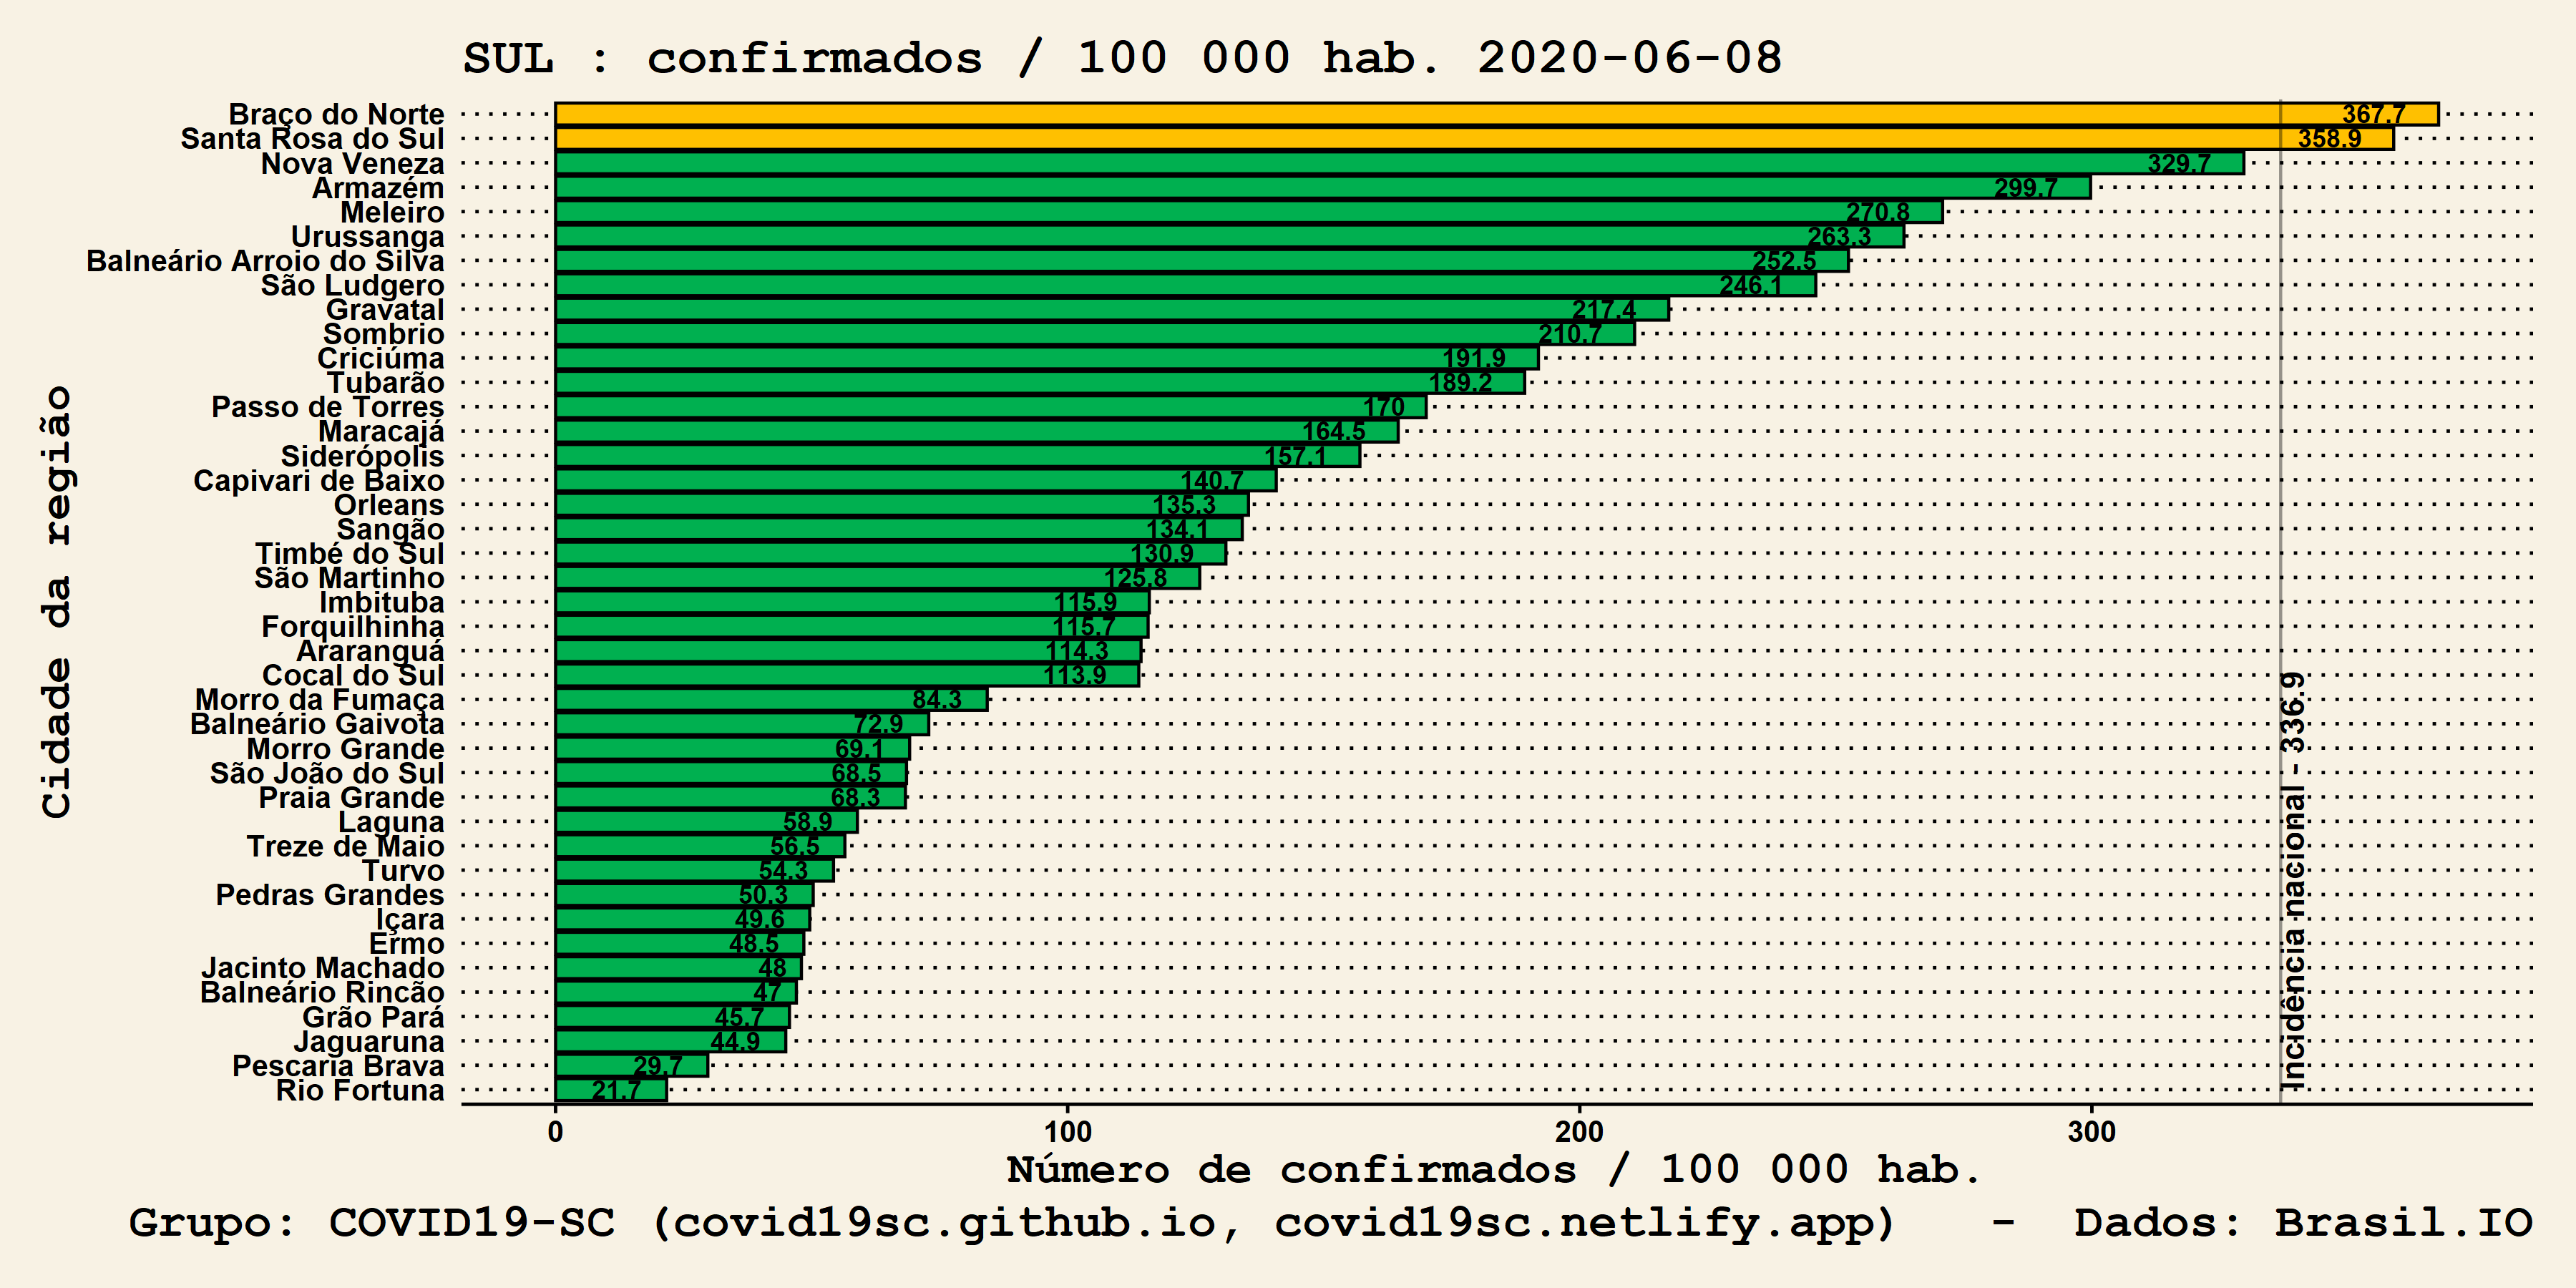 SUL : confirmados / 100 000 hab. 2020-06-08
Cidade da região
Braço do Norte 367.7
Santa Rosa do Sul 358.9
Nova Veneza 329.7
Armazém 299.7
Meleiro 270.8
Urussanga 263.3
Balneário Arroio do Silva 252.5
São Ludgero 246.1
Gravatal 217.4
Sombrio 210.7
Criciúma 191.9
Tubarão 189.2
Passo de Torres 170
Maracajá 164.5
Siderópolis 157.1
Capivari de Baixo 140.7
Orleans 135.3
Sangão 134.1
Timbé do Sul 130.9
São Martinho 125.8
Imbituba 115.9
Forquilhinha 115.7
Araranguá 114.3
Cocal do Sul 113.9
Morro da Fumaça 84.3
Balneário Gaivota 72.9
Morro Grande 69.1
São João do Sul 68.5
Praia Grande 68.3
Laguna 58.9
Treze de Maio 56.5
Turvo 54.3
Pedras Grandes 50.3
Içara 49.6
Ermo 48.5
Jacinto Machado 48
Balneário Rincão 47
Grão Pará 45.7
Jaguaruna 44.9
Pescaria Brava 29.7
Rio Fortuna 21.7
Incidência nacional - 336.9
0 100 200 300
Número de confirmados / 100 000 hab.
Grupo: COVID19-SC (covid19sc.github.io, covid19sc.netlify.app) - Dados: Brasil.IO